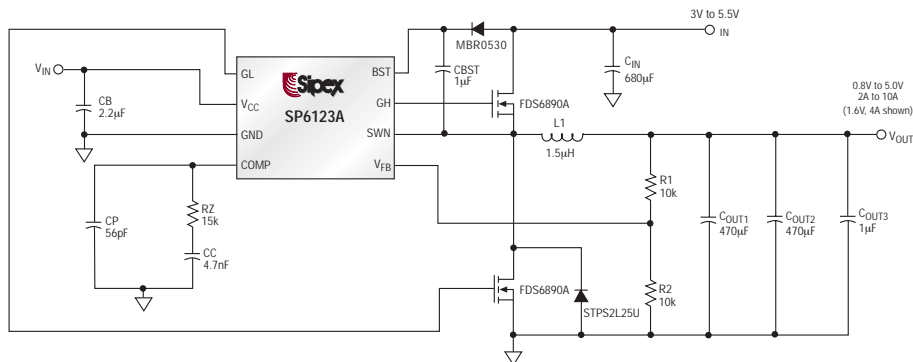 3V to 5.5V
IN
MBR0530
CBST
1µF
C_IN
680µF
V_IN
CB
2.2µF
GL
V_CC
GND
COMP
Sipex
SP6123A
BST
GH
SWN
V_FB
FDS6890A
L1
1.5µH
0.8V to 5.0V
2A to 10A
(1.6V, 4A shown)
V_OUT
CP
56pF
RZ
15k
CC
4.7nF
R1
10k
C_OUT1
470µF
C_OUT2
470µF
C_OUT3
1µF
FDS6890A
STPS2L25U
R2
10k